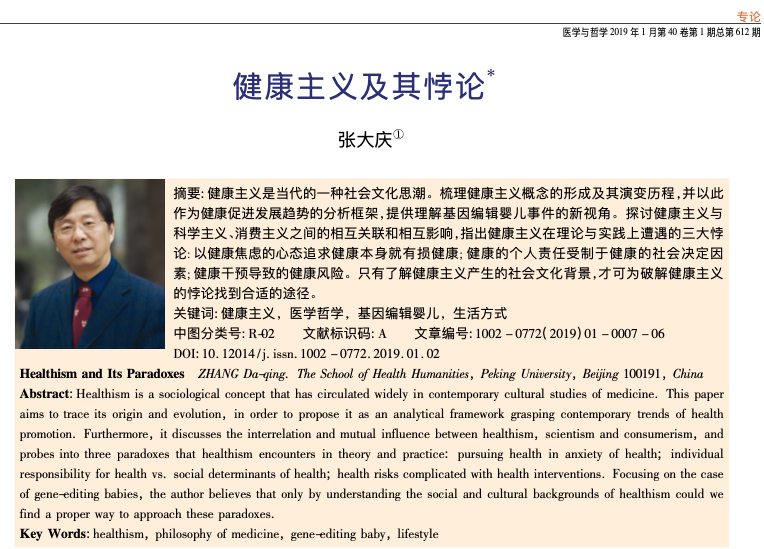 专论
医学与哲学 2019 年 1 月第 40 卷第 1 期总第 612 期
健康主义及其悖论*
张大庆①
摘要: 健康主义是当代的一种社会文化思潮。梳理健康主义概念的形成及其演变历程，并以此
作为健康促进发展趋势的分析框架，提供理解基因编辑婴儿事件的新视角。探讨健康主义与
科学主义、消费主义之间的相互关联和相互影响，指出健康主义在理论与实践上遭遇的三大悖
论: 以健康焦虑的心态追求健康本身就有损健康; 健康的个人责任受制于健康的社会决定因
素; 健康干预导致的健康风险。只有了解健康主义产生的社会文化背景，才可为破解健康主义
的悖论找到合适的途径。
关键词: 健康主义，医学哲学，基因编辑婴儿，生活方式
中图分类号: R-02 文献标识码: A 文章编号: 1002－0772( 2019) 01－0007－06
DOI: 10. 12014 / j. issn. 1002－0772. 2019. 01. 02
Healthism and Its Paradoxes ZHANG Da-qing. The School of Health Humanities, Peking University, Beijing 100191, China
Abstract: Healthism is a sociological concept that has circulated widely in contemporary cultural studies of medicine. This paper
aims to trace its origin and evolution, in order to propose it as an analytical framework grasping contemporary trends of health
promotion. Furthermore, it discusses the interrelation and mutual influence between healthism, scientism and consumerism, and
probes into three paradoxes that healthism encounters in theory and practice: pursuing health in anxiety of health; individual
responsibility for health vs. social determinants of health; health risks complicated with health interventions. Focusing on the case
of gene-editing babies, the author believes that only by understanding the social and cultural backgrounds of healthism could we
find a proper way to approach these paradoxes.
Key Words: healthism, philosophy of medicine, gene-editing baby, lifestyle